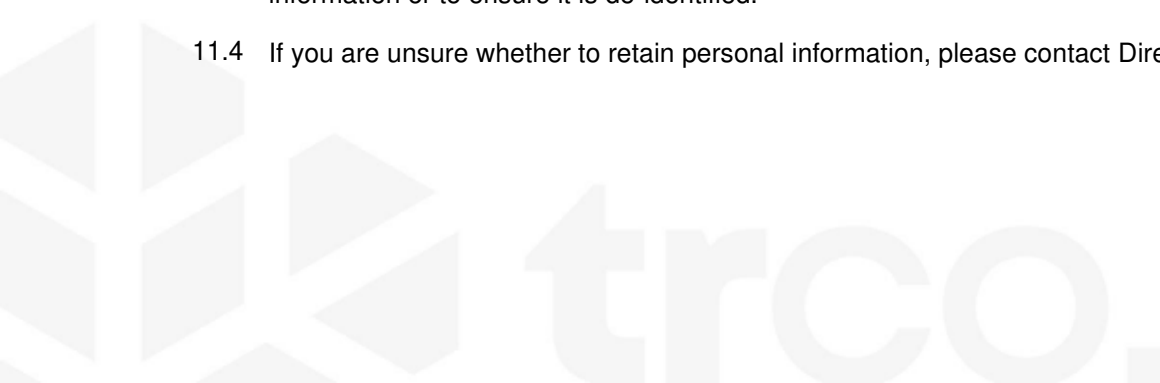 information or to ensure it is de-identified.
11.4 If you are unsure whether to retain personal information, please contact
trco.